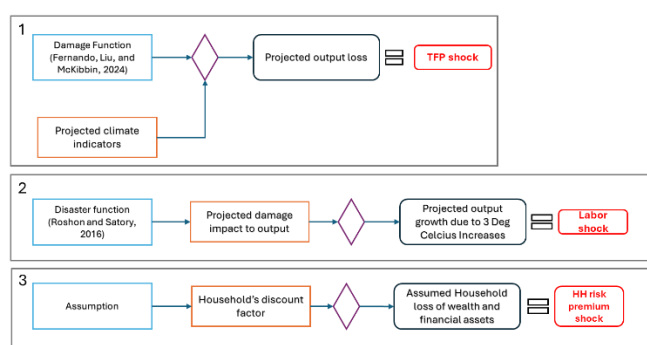 1
Damage Function
(Fernando, Liu, and
McKibbin, 2024)
Projected output loss
TFP shock
Projected climate
indicators
2
Disaster function
(Roshon and Satory,
2016)
Projected damage
impact to output
Projected output
growth due to 3 Deg
Celcius Increases
Labor
shock
3
Assumption
Household's discount
factor
Assumed Household
loss of wealth and
financial assets
HH risk
premium
shock